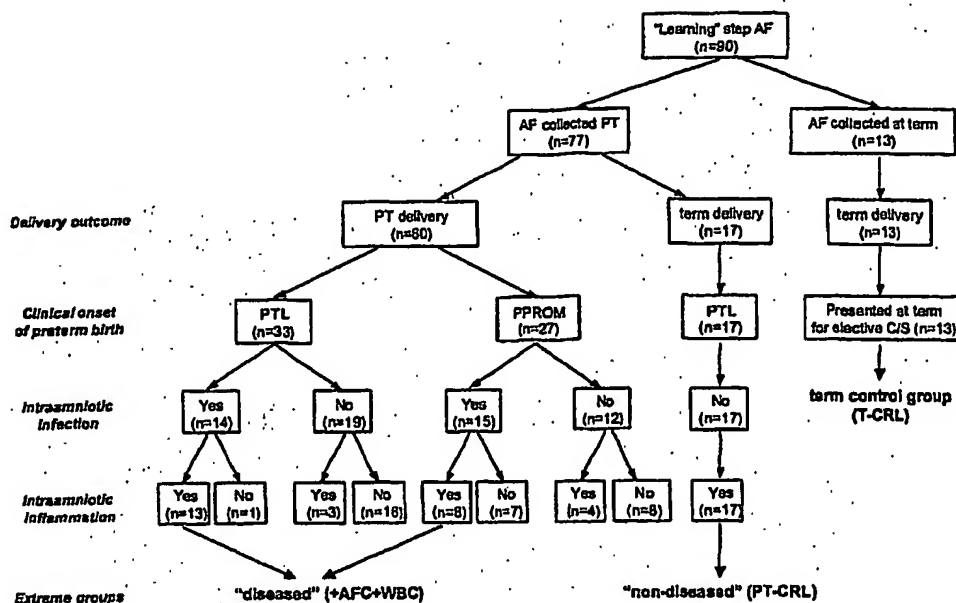 "Learning" step AF
(n=90)
AF collected PT
(n=77)
AF collected at term
(n=13)
Delivery outcome
PT delivery
(n=60)
term delivery
(n=17)
term delivery
(n=13)
Clinical onset
of preterm birth
PTL
(n=33)
PPROM
(n=27)
PTL
(n=17)
Presented at term
for elective C/S (n=13)
Intraamniotic
infection
Yes
(n=14)
No
(n=19)
Yes
(n=15)
No
(n=12)
No
(n=17)
term control group
(T-CRL)
Intraamniotic
inflammation
Yes
(n=13)
No
(n=1)
Yes
(n=3)
No
(n=16)
Yes
(n=8)
No
(n=7)
Yes
(n=4)
No
(n=8)
Yes
(n=17)
Extreme groups
"diseased" (+AFC+WBC)
"non-diseased" (PT-CRL)